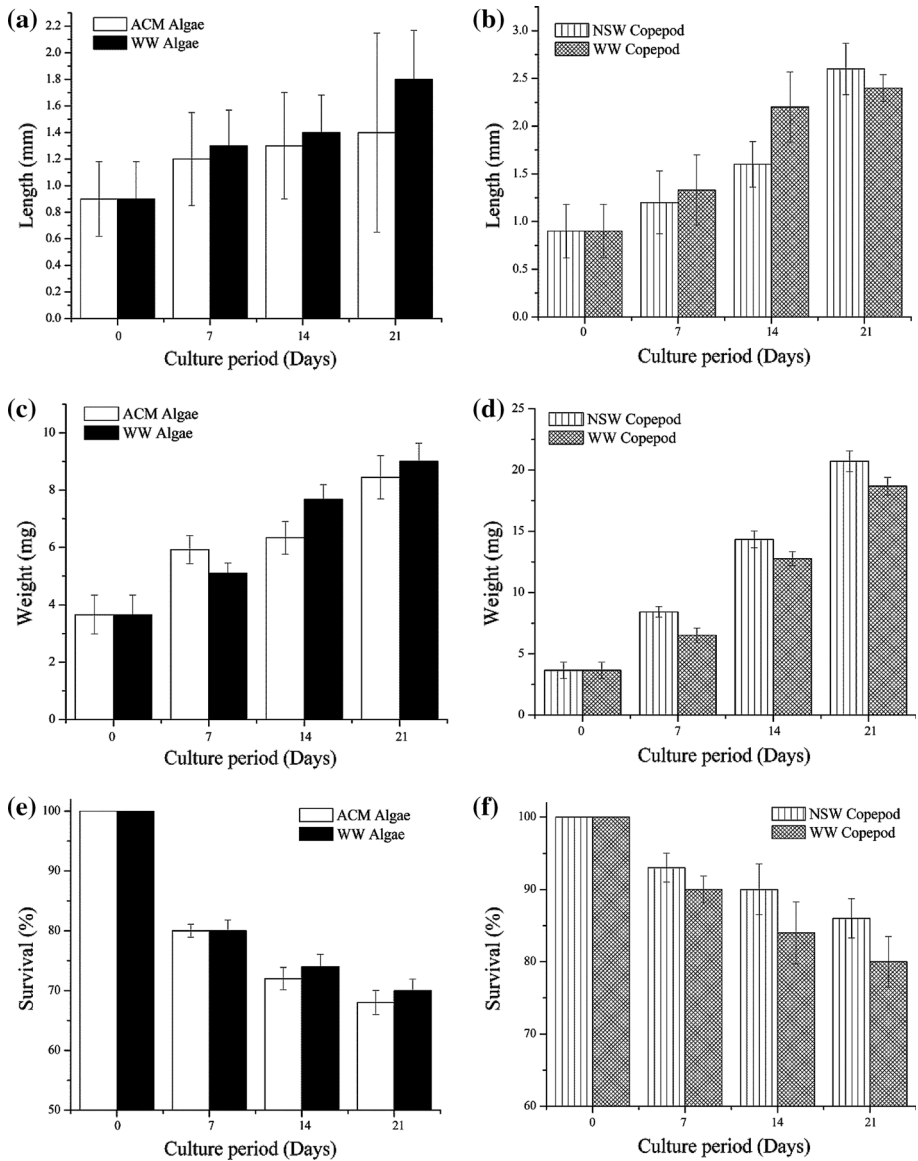 (a)
ACM Algae
WW Algae
2.2
2.0
1.8
1.6
1.4
1.2
1.0
0.8
0.6
0.4
0.2
0.0
Length (mm)
0 7 14 21
Culture period (Days)
(b)
NSW Copepod
WW Copepod
3.0
2.5
2.0
1.5
1.0
0.5
0.0
Length (mm)
0 7 14 21
Culture period (Days)
(c)
ACM Algae
WW Algae
10
8
6
4
2
0
Weight (mg)
0 7 14 21
Culture period (Days)
(d)
NSW Copepod
WW Copepod
25
20
15
10
5
0
Weight (mg)
0 7 14 21
Culture period (Days)
(e)
ACM Algae
WW Algae
100
90
80
70
60
50
Survival (%)
0 7 14 21
Culture period (Days)
(f)
NSW Copepod
WW Copepod
100
90
80
70
60
Survival (%)
0 7 14 21
Culture period (Days)